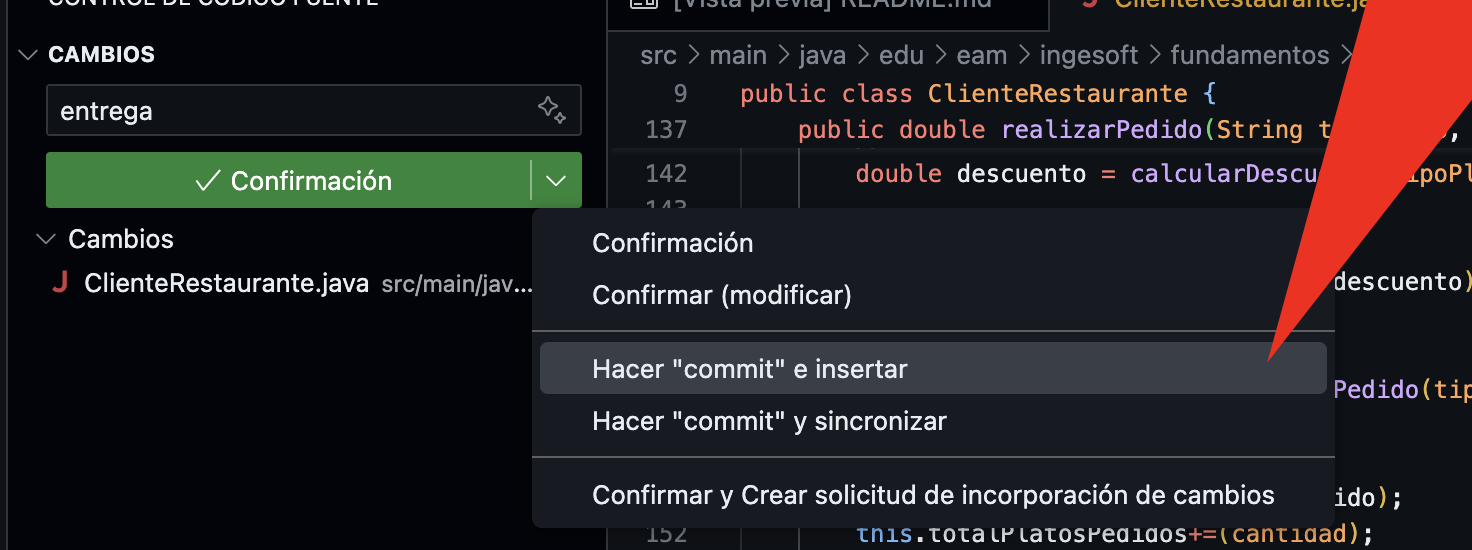 CONTROL DE CÓDIGO FUENTE
CAMBIOS
entrega
Confirmación
Cambios
J ClienteRestaurante.java src/main/jav...
[Vista previa] README.md
J ClienteRestaurante.ja
src > main > java > edu > eam > ingesoft > fundamentos >
9 public class ClienteRestaurante {
137 public double realizarPedido(String t
142 double descuento = calcularDescu ipoPl
143
Confirmación
Confirmar (modificar)
descuento)
Hacer "commit" e insertar
Pedido(tip
Hacer "commit" y sincronizar
Confirmar y Crear solicitud de incorporación de cambios
ido);
152 this.totalPlatosPedidos+=(cantidad);